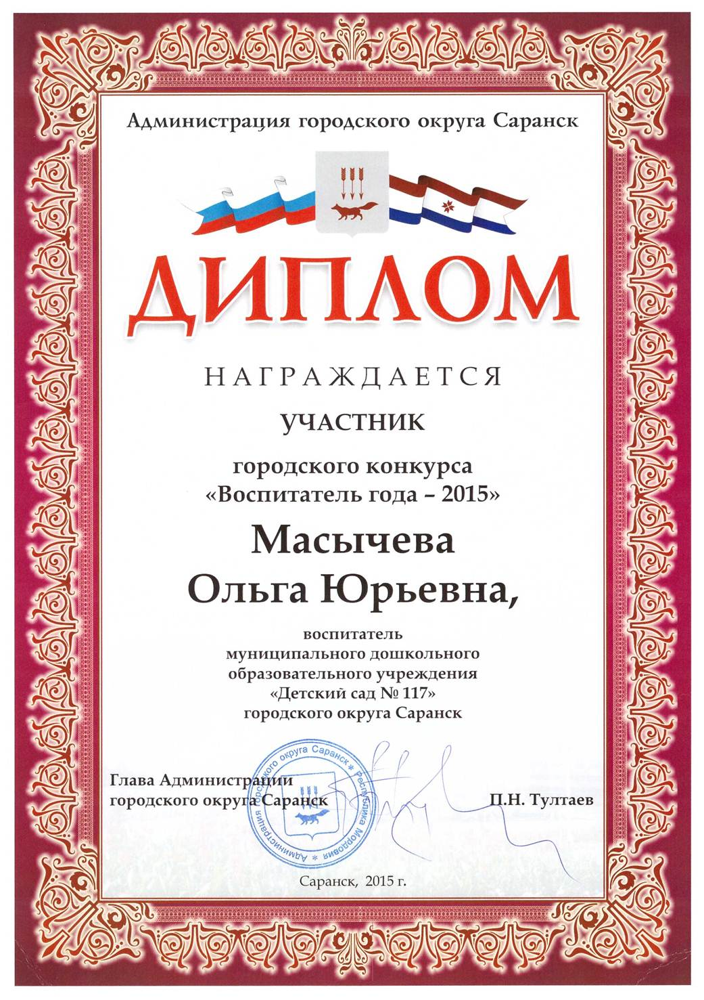 Администрация городского округа Саранск
ДИПЛОМ
НАГРАЖДАЕТСЯ
УЧАСТНИК
городского конкурса
«Воспитатель года – 2015»
Масычева
Ольга Юрьевна,
воспитатель
муниципального дошкольного
образовательного учреждения
«Детский сад № 117»
городского округа Саранск
Глава Администрации
городского округа Саранск
П.Н. Тултаев
Администрация городского округа Саранск * Республика Мордовия *
Саранск, 2015 г.